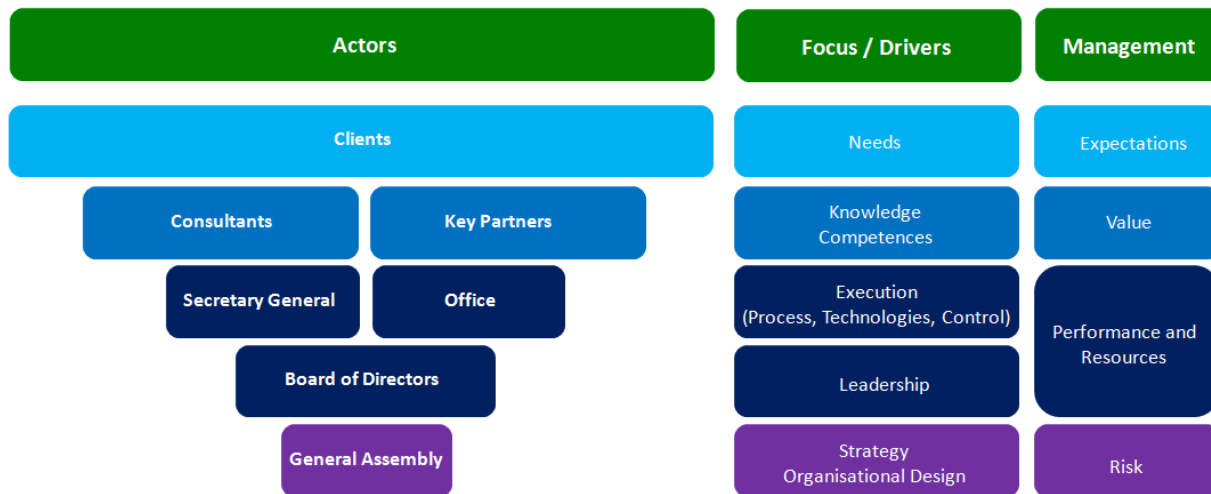 Actors
Focus / Drivers
Management
Clients
Needs
Expectations
Consultants
Key Partners
Knowledge
Competences
Value
Secretary General
Office
Execution
(Process, Technologies, Control)
Performance and
Resources
Board of Directors
Leadership
General Assembly
Strategy
Organisational Design
Risk